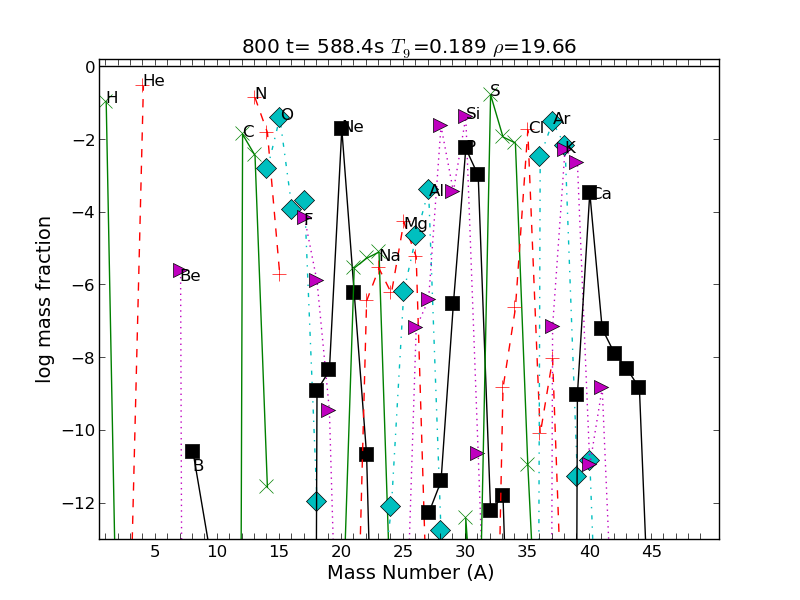 800 t= 588.4s T₉=0.189 ρ=19.66
log mass fraction
0
−2
−4
−6
−8
−10
−12
H
He
Be
B
C
N
O
F
Ne
Na
Mg
Al
Si
P
S
Cl
Ar
K
Ca
5 10 15 20 25 30 35 40 45
Mass Number (A)